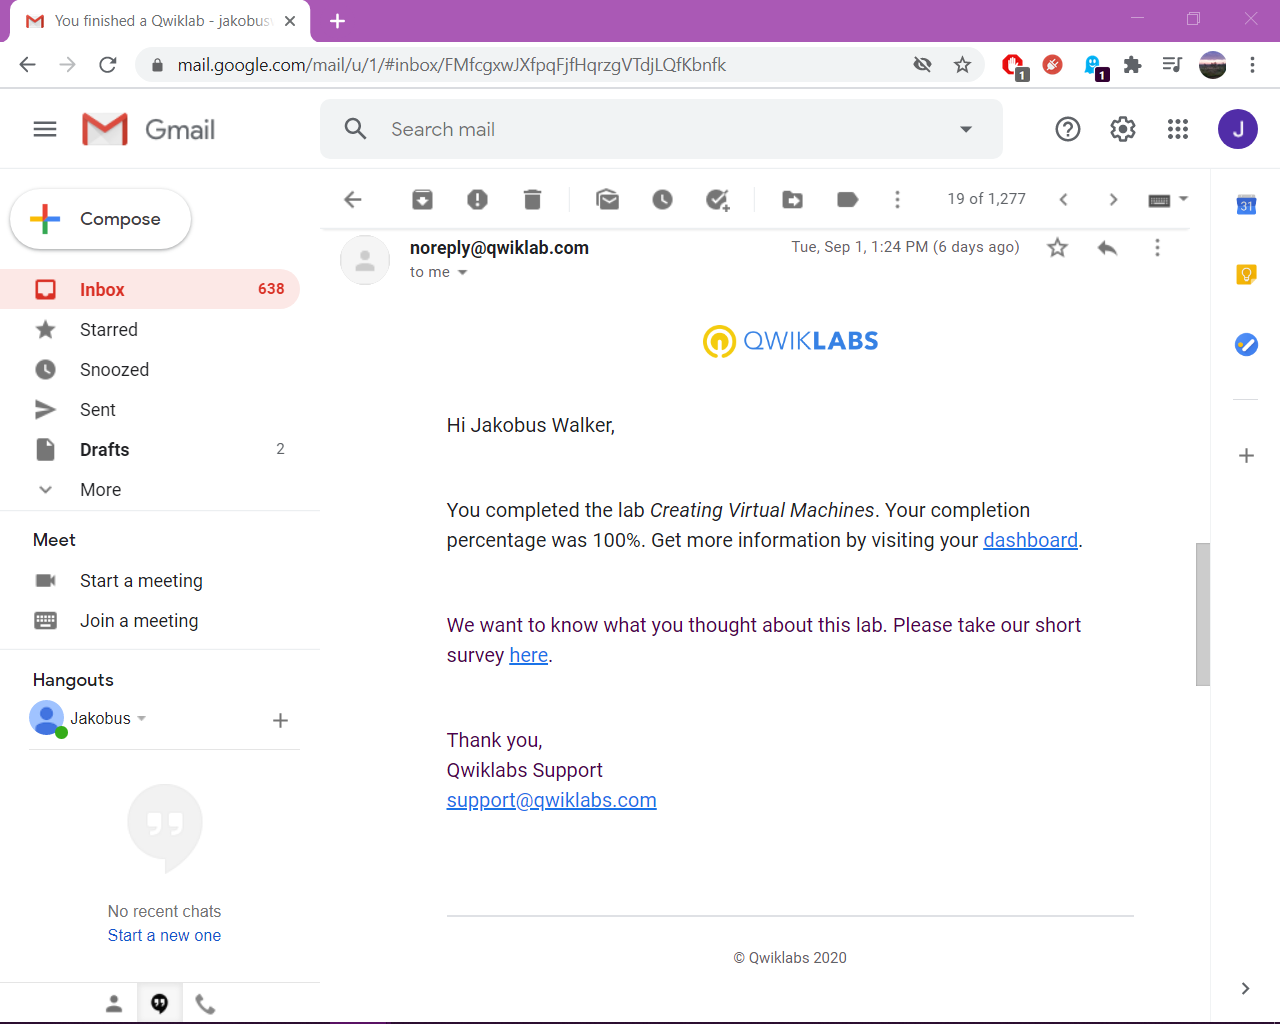 You finished a Qwiklab - jakobusw
mail.google.com/mail/u/1/#inbox/FMfcgxwJXfpqFjfHqrzgVTdjLQfKbnfk
1
1
Gmail
Search mail
J
Compose
19 of 1,277
31
noreply@qwiklab.com
Tue, Sep 1, 1:24 PM (6 days ago)
to me
Inbox 638
Starred
Snoozed
Sent
Drafts 2
More
Meet
Start a meeting
Join a meeting
Hangouts
Jakobus
No recent chats
Start a new one
QWIKLABS
Hi Jakobus Walker,
You completed the lab Creating Virtual Machines. Your completion
percentage was 100%. Get more information by visiting your dashboard.
We want to know what you thought about this lab. Please take our short
survey here.
Thank you,
Qwiklabs Support
support@qwiklabs.com
© Qwiklabs 2020